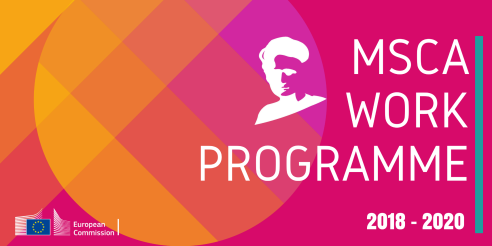 MSCA
WORK
PROGRAMME
2018 - 2020
European
Commission